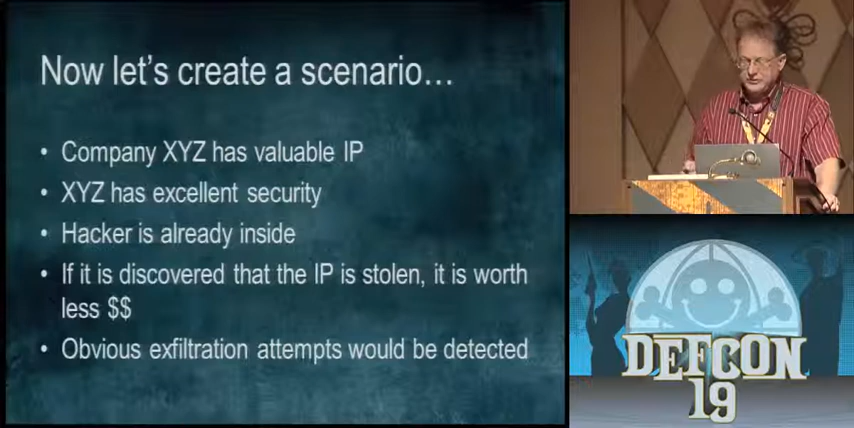 Now let's create a scenario…
• Company XYZ has valuable IP
• XYZ has excellent security
• Hacker is already inside
• If it is discovered that the IP is stolen, it is worth
less $$
• Obvious exfiltration attempts would be detected
DEFCON
19